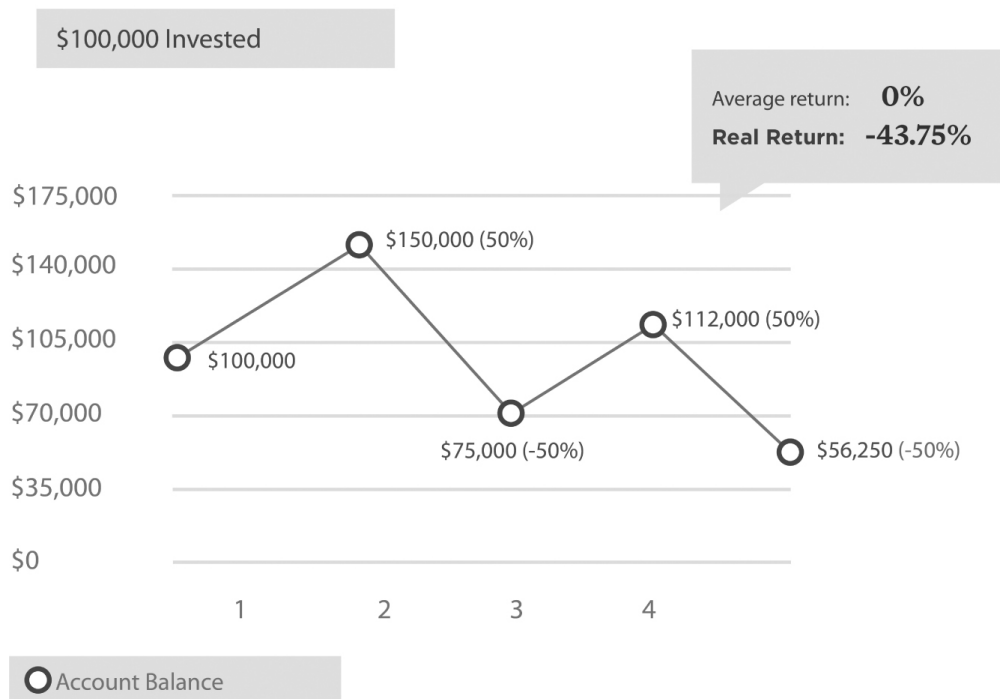 $100,000 Invested
Average return: 0%
Real Return: -43.75%
$175,000
$150,000 (50%)
$140,000
$112,000 (50%)
$105,000
$100,000
$70,000
$75,000 (-50%)
$56,250 (-50%)
$35,000
$0
1 2 3 4
Account Balance